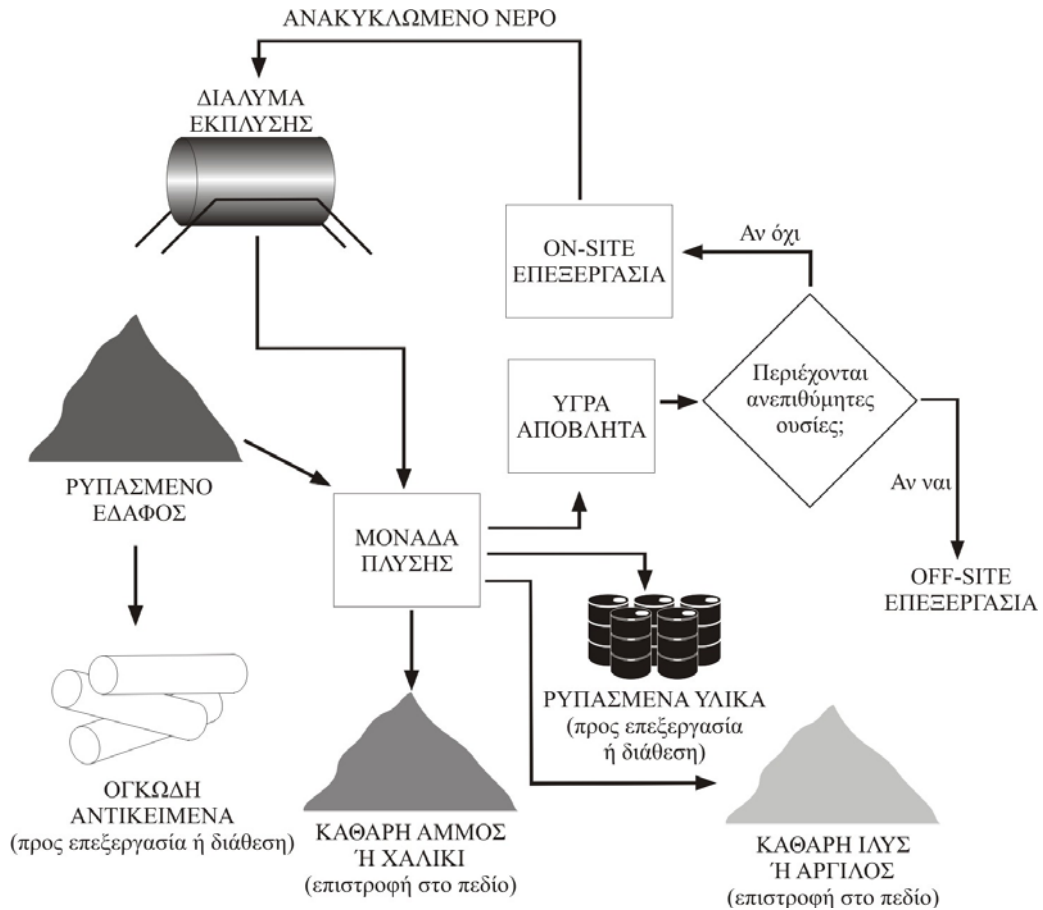 ΑΝΑΚΥΚΛΩΜΕΝΟ ΝΕΡΟ
ΔΙΑΛΥΜΑ
ΕΚΠΛΥΣΗΣ
ON-SITE
ΕΠΕΞΕΡΓΑΣΙΑ
Αν όχι
Περιέχονται
ανεπιθύμητες
ουσίες;
ΥΓΡΑ
ΑΠΟΒΛΗΤΑ
Αν ναι
ΡΥΠΑΣΜΕΝΟ
ΕΔΑΦΟΣ
ΜΟΝΑΔΑ
ΠΛΥΣΗΣ
OFF-SITE
ΕΠΕΞΕΡΓΑΣΙΑ
ΡΥΠΑΣΜΕΝΑ ΥΛΙΚΑ
(προς επεξεργασία
ή διάθεση)
ΟΓΚΩΔΗ
ΑΝΤΙΚΕΙΜΕΝΑ
(προς επεξεργασία ή διάθεση)
ΚΑΘΑΡΗ ΑΜΜΟΣ
Ή ΧΑΛΙΚΙ
(επιστροφή στο πεδίο)
ΚΑΘΑΡΗ ΙΛΥΣ
Ή ΑΡΓΙΛΟΣ
(επιστροφή στο πεδίο)